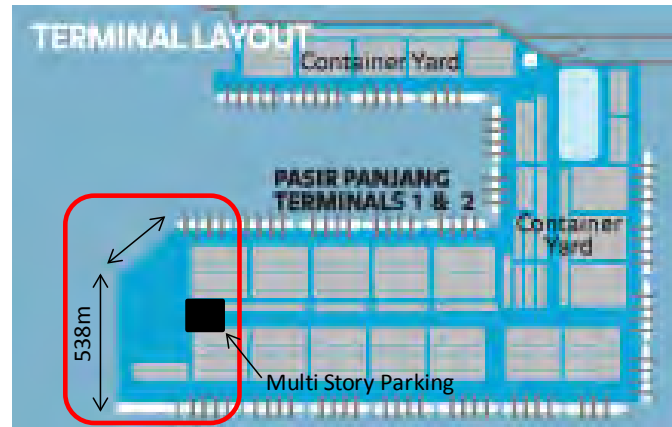 TERMINAL LAYOUT
Container Yard
PASIR PANJANG
TERMINALS 1 & 2
Container
Yard
538m
Multi Story Parking